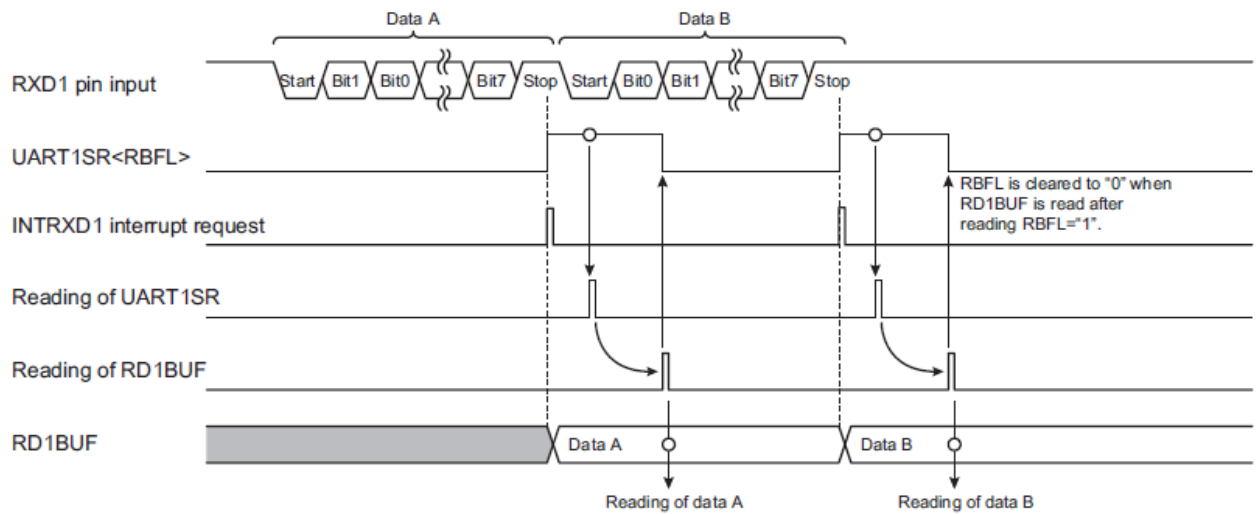 Data A
Data B
RXD1 pin input
Start Bit1 Bit0 Bit7 Stop Start Bit0 Bit1 Bit7 Stop
UART1SR<RBFL>
RBFL is cleared to “0” when
RD1BUF is read after
reading RBFL=“1”.
INTRXD1 interrupt request
Reading of UART1SR
Reading of RD1BUF
RD1BUF
Data A
Data B
Reading of data A
Reading of data B